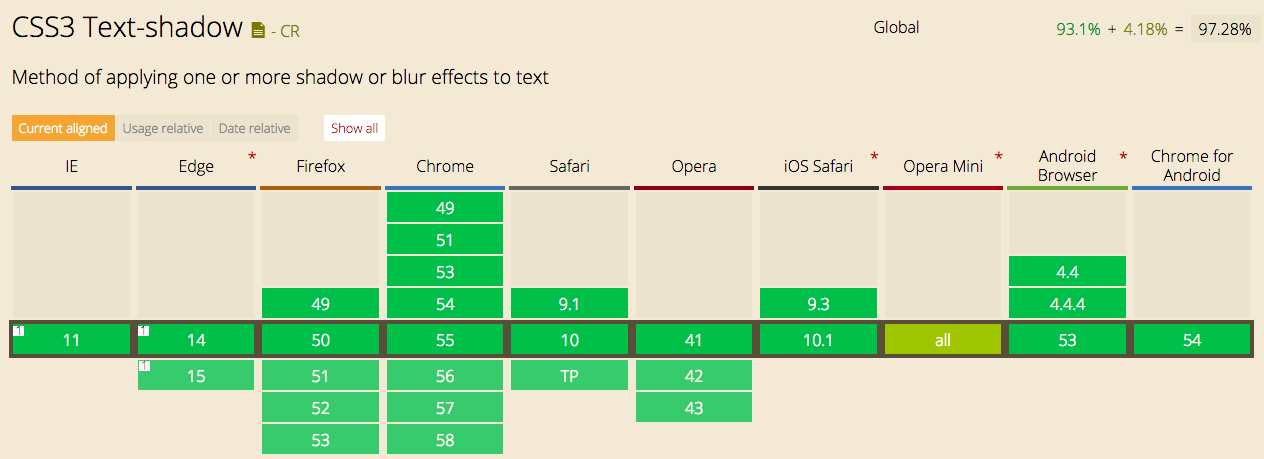 CSS3 Text-shadow - CR Global 93.1% + 4.18% = 97.28%
Method of applying one or more shadow or blur effects to text
Current aligned Usage relative Date relative Show all
IE Edge * Firefox Chrome Safari Opera iOS Safari * Opera Mini * Android Browser * Chrome for Android
49
51
53 4.4
49 54 9.1 9.3 4.4.4
1 11 1 14 50 55 10 41 10.1 all 53 54
1 15 51 56 TP 42
52 57 43
53 58